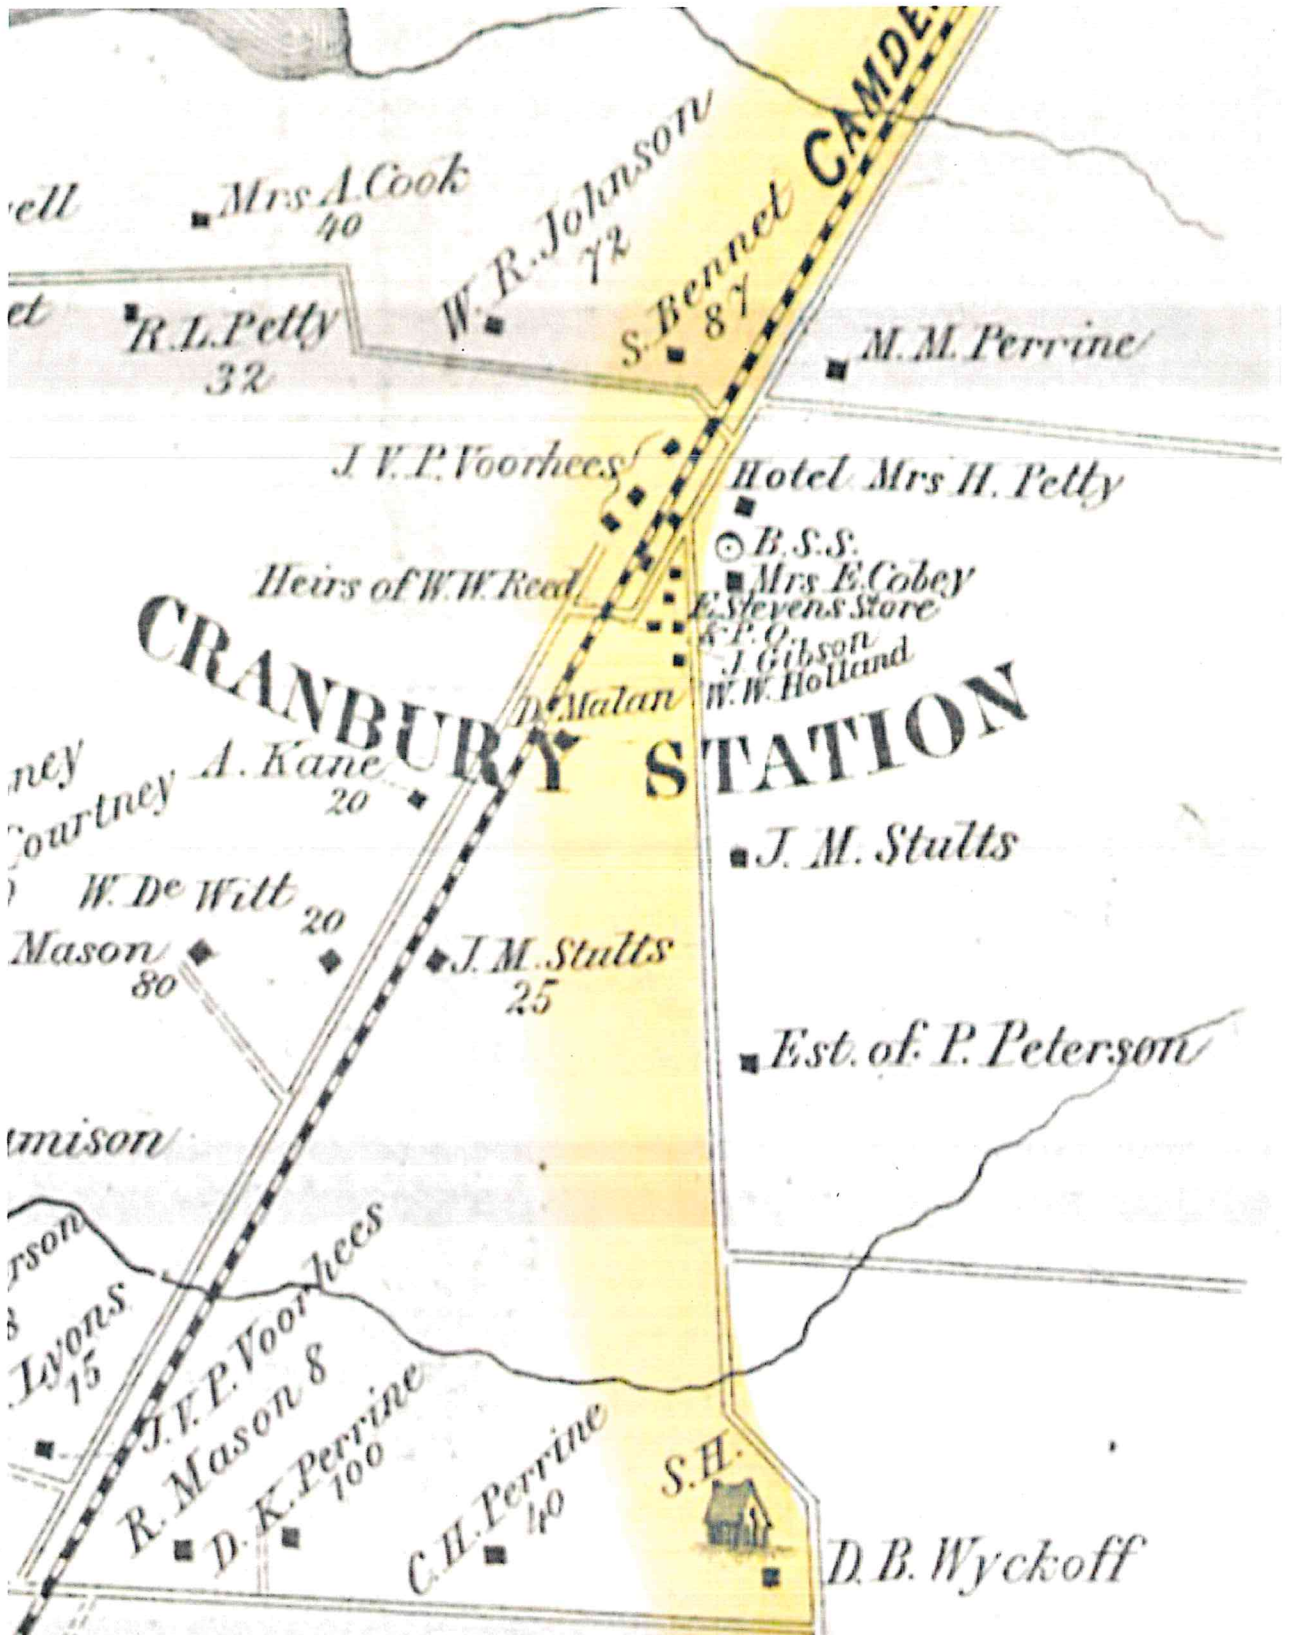 CAMDE
ell
Mrs A. Cook
40
W. R. Johnson
72
S. Bennet
87
et
R. L. Petty
32
M. M. Perrine
J. V. P. Voorhees
Hotel Mrs H. Petty
B. S. S.
Heirs of W. W. Reed
Mrs E. Cobey
E. Stevens Store
& P. O.
J. Gibson
W. W. Holland
D. Malan
CRANBURY STATION
ney
A. Kane
20
Courtney
J. M. Stults
W. De Witt
20
Mason
80
J. M. Stults
25
Est. of P. Peterson
mison
rson
8
Lyons
15
J. V. P. Voorhees
R. Mason 8
D. K. Perrine
100
C. H. Perrine
40
S. H.
D. B. Wyckoff